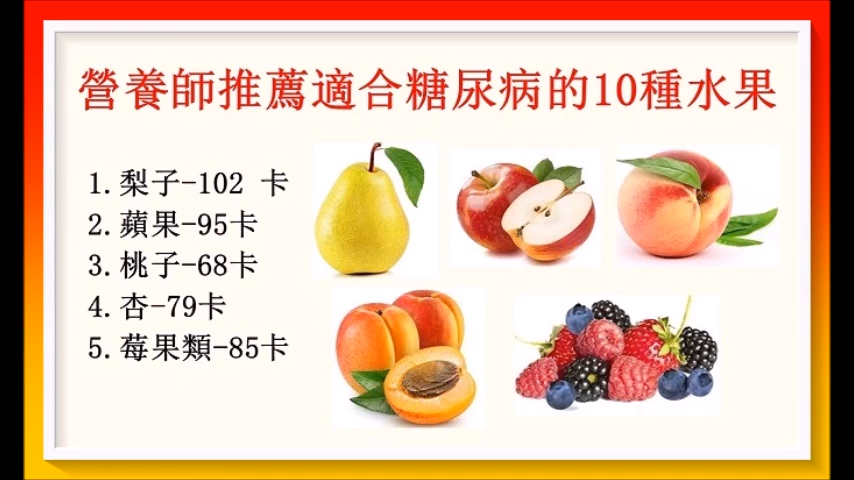 營養師推薦適合糖尿病的10種水果
1.梨子-102 卡
2.蘋果-95卡
3.桃子-68卡
4.杏-79卡
5.莓果類-85卡